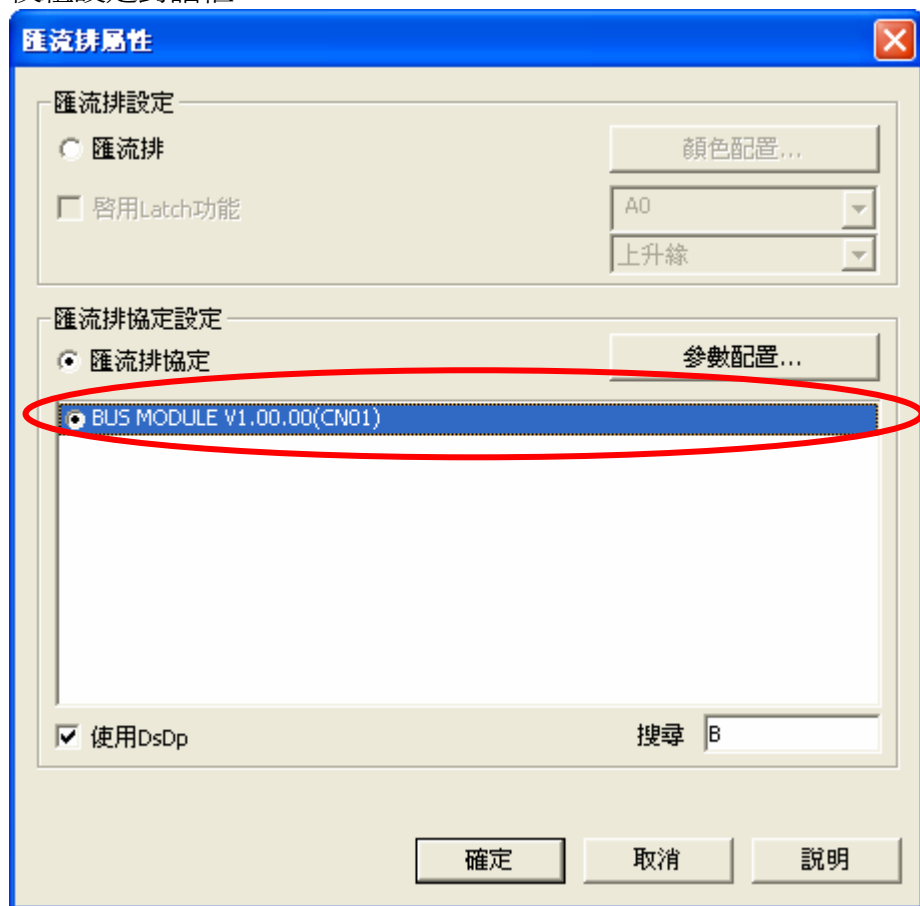 匯流排屬性
匯流排設定
匯流排
顏色配置...
啓用Latch功能
A0
上升緣
匯流排協定設定
匯流排協定
參數配置...
BUS MODULE V1.00.00(CN01)
使用DsDp
搜尋 B
確定 取消 說明